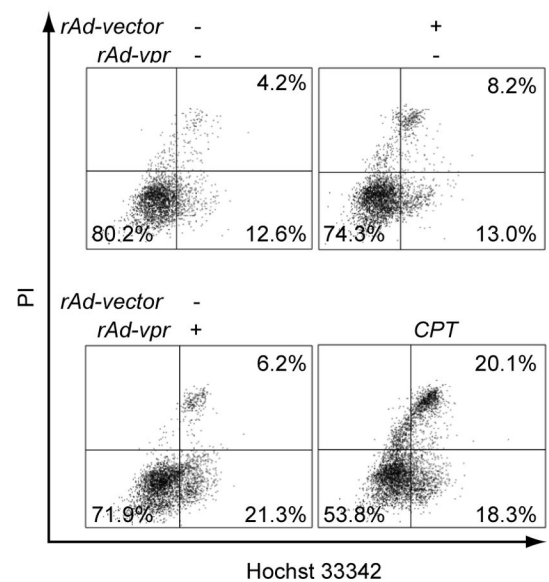 rAd-vector - +
rAd-vpr - -
4.2% 8.2%
80.2% 12.6% 74.3% 13.0%
PI
rAd-vector -
rAd-vpr + CPT
6.2% 20.1%
71.9% 21.3% 53.8% 18.3%
Hochst 33342